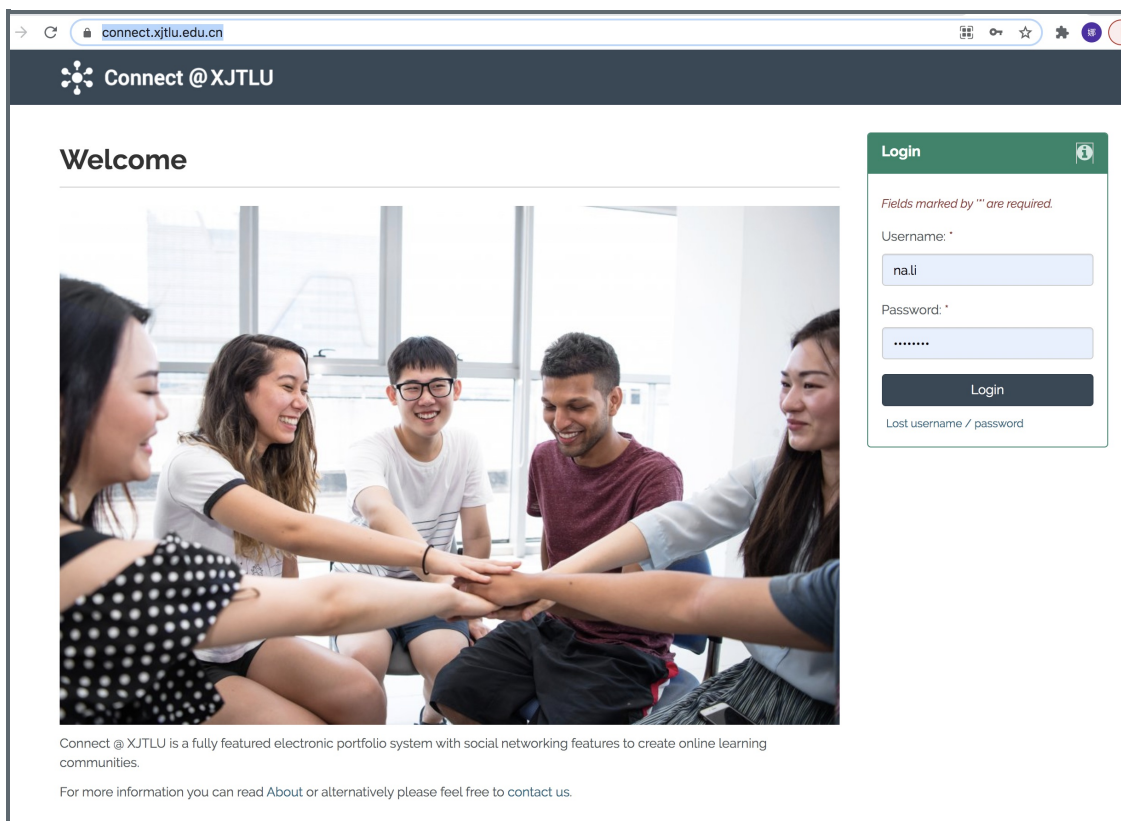 connect.xjtlu.edu.cn
娜
Connect @ XJTLU
Welcome
Login
Fields marked by '*' are required.
Username: *
na.li
Password: *
••••••••
Login
Lost username / password
Connect @ XJTLU is a fully featured electronic portfolio system with social networking features to create online learning
communities.
For more information you can read About or alternatively please feel free to contact us.